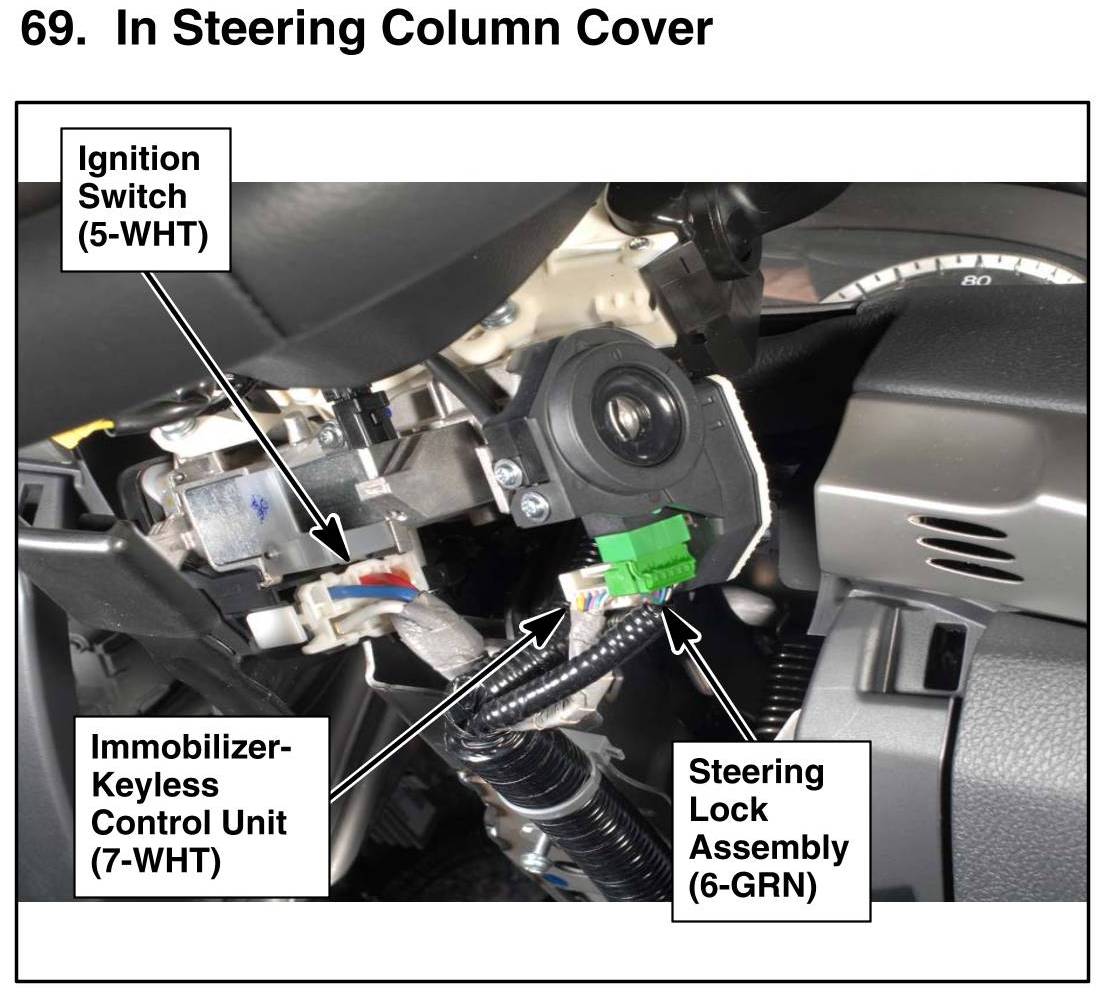 69. In Steering Column Cover
Ignition
Switch
(5-WHT)
80
Immobilizer-
Keyless
Control Unit
(7-WHT)
Steering
Lock
Assembly
(6-GRN)